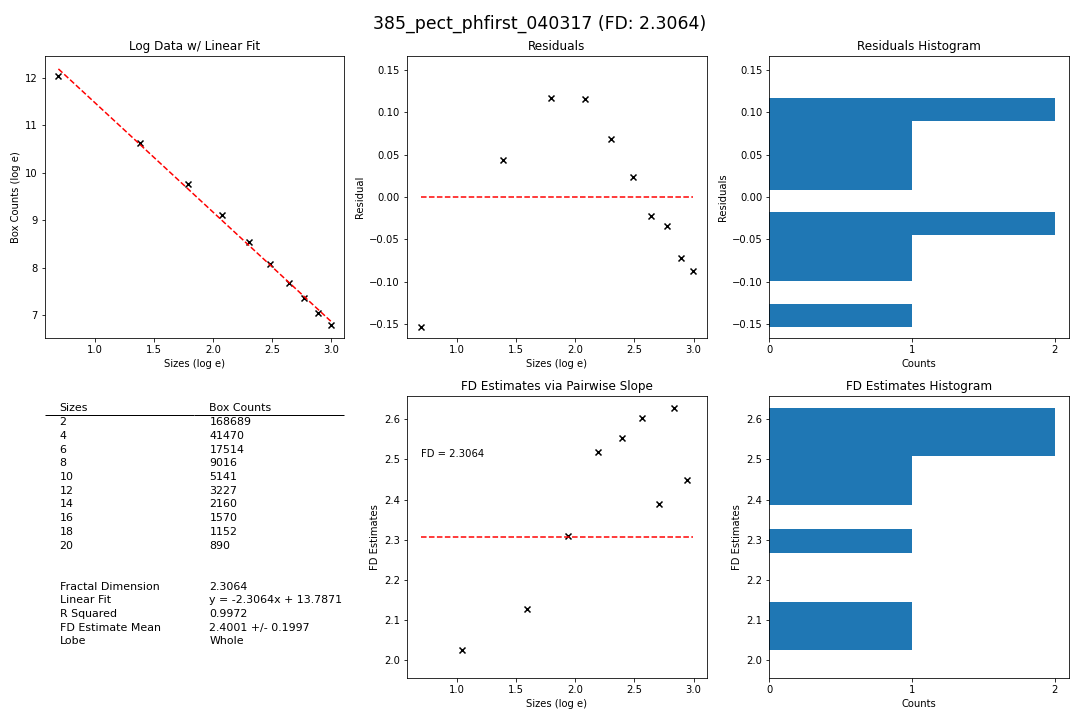 385_pect_phfirst_040317 (FD: 2.3064)
Log Data w/ Linear Fit
Box Counts (log e)
12
11
10
9
8
7
1.0 1.5 2.0 2.5 3.0
Sizes (log e)
Residuals
Residual
0.15
0.10
0.05
0.00
−0.05
−0.10
−0.15
1.0 1.5 2.0 2.5 3.0
Sizes (log e)
Residuals Histogram
Residuals
0.15
0.10
0.05
0.00
−0.05
−0.10
−0.15
0 1 2
Counts
Sizes Box Counts
2 168689
4 41470
6 17514
8 9016
10 5141
12 3227
14 2160
16 1570
18 1152
20 890
Fractal Dimension 2.3064
Linear Fit y = -2.3064x + 13.7871
R Squared 0.9972
FD Estimate Mean 2.4001 +/- 0.1997
Lobe Whole
FD Estimates via Pairwise Slope
FD Estimates
2.6
2.5
2.4
2.3
2.2
2.1
2.0
FD = 2.3064
1.0 1.5 2.0 2.5 3.0
Sizes (log e)
FD Estimates Histogram
FD Estimates
2.6
2.5
2.4
2.3
2.2
2.1
2.0
0 1 2
Counts